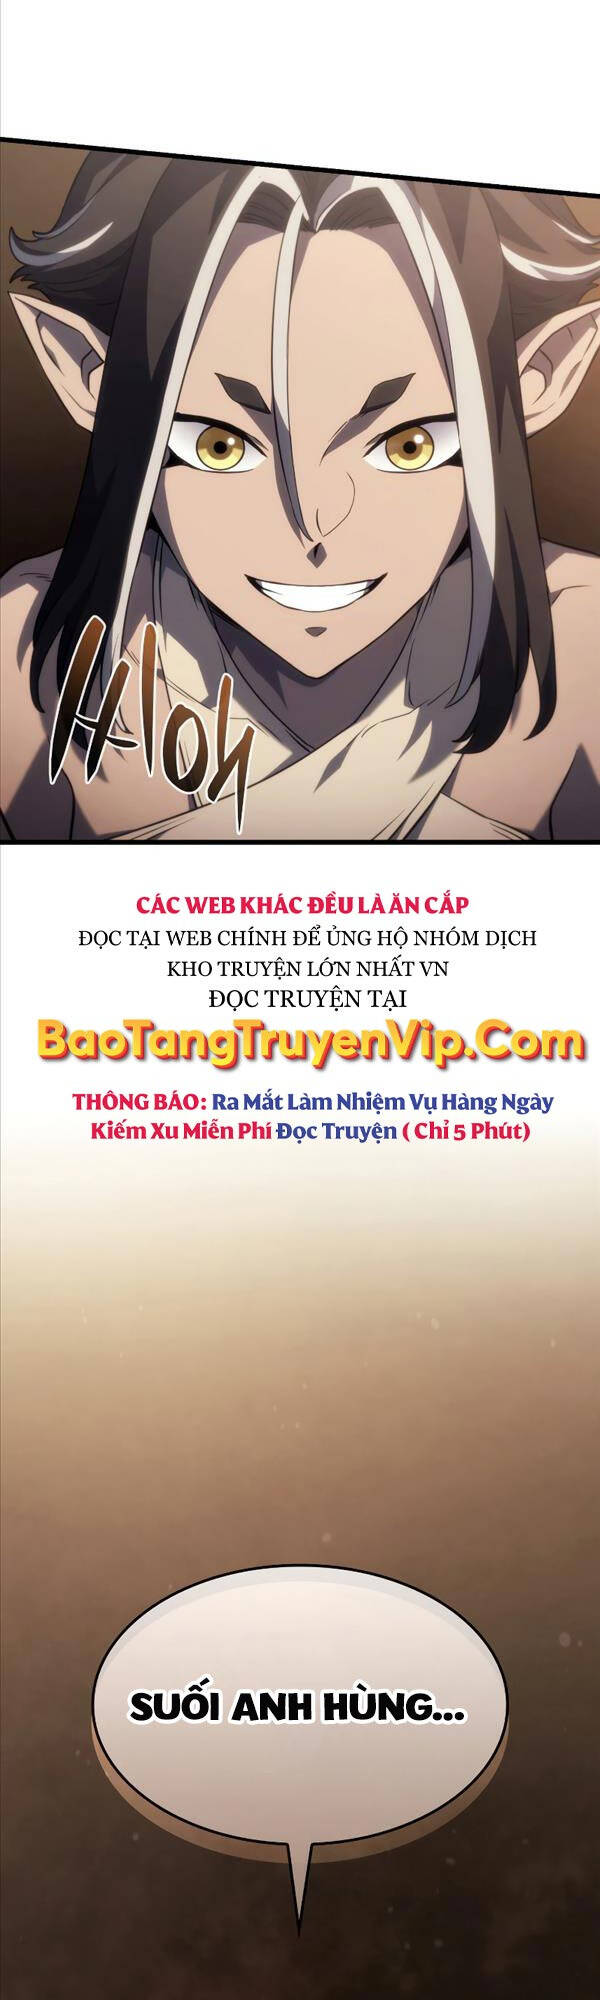 CÁC WEB KHÁC ĐỀU LÀ ĂN CẮP
ĐỌC TẠI WEB CHÍNH ĐỂ ỦNG HỘ NHÓM DỊCH
KHO TRUYỆN LỚN NHẤT VN
ĐỌC TRUYỆN TẠI
BaoTangTruyenVip.Com
THÔNG BÁO: Ra Mắt Làm Nhiệm Vụ Hàng Ngày
Kiếm Xu Miễn Phí Đọc Truyện ( Chỉ 5 Phút)
SUỐI ANH HÙNG...